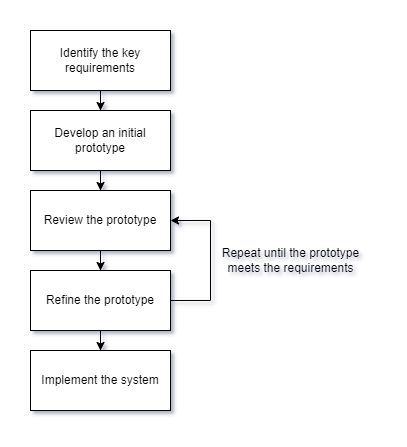 Identify the key
requirements
Develop an initial
prototype
Review the prototype
Repeat until the prototype
meets the requirements
Refine the prototype
Implement the system